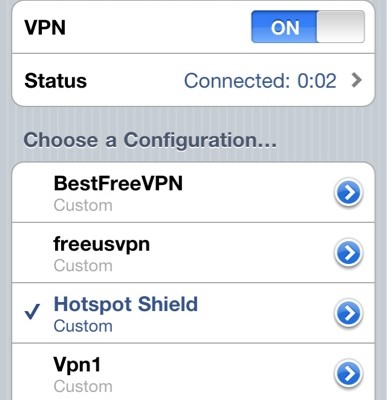 VPN
ON
Status
Connected: 0:02
Choose a Configuration...
BestFreeVPN
Custom
freeusvpn
Custom
Hotspot Shield
Custom
Vpn1
Custom